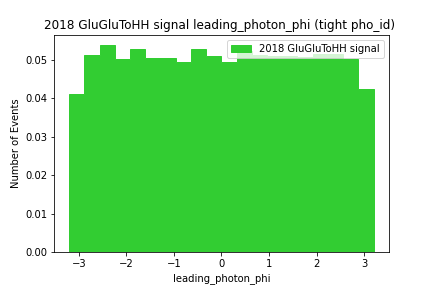 2018 GluGluToHH signal leading_photon_phi (tight pho_id)
2018 GluGluToHH signal
Number of Events
0.05
0.04
0.03
0.02
0.01
0.00
−3 −2 −1 0 1 2 3
leading_photon_phi